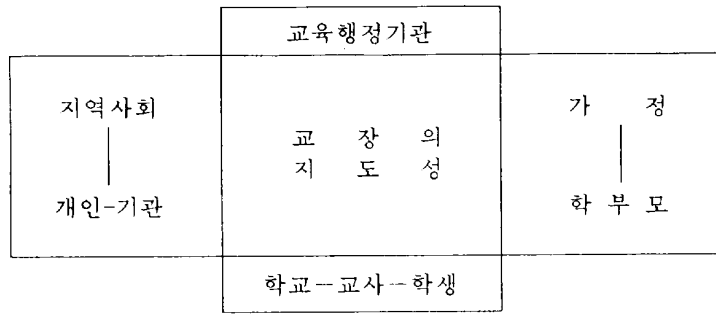 교육행정기관
지역사회
가 정
교 장 의
지 도 성
개인-기관
학 부 모
학교-교사-학생